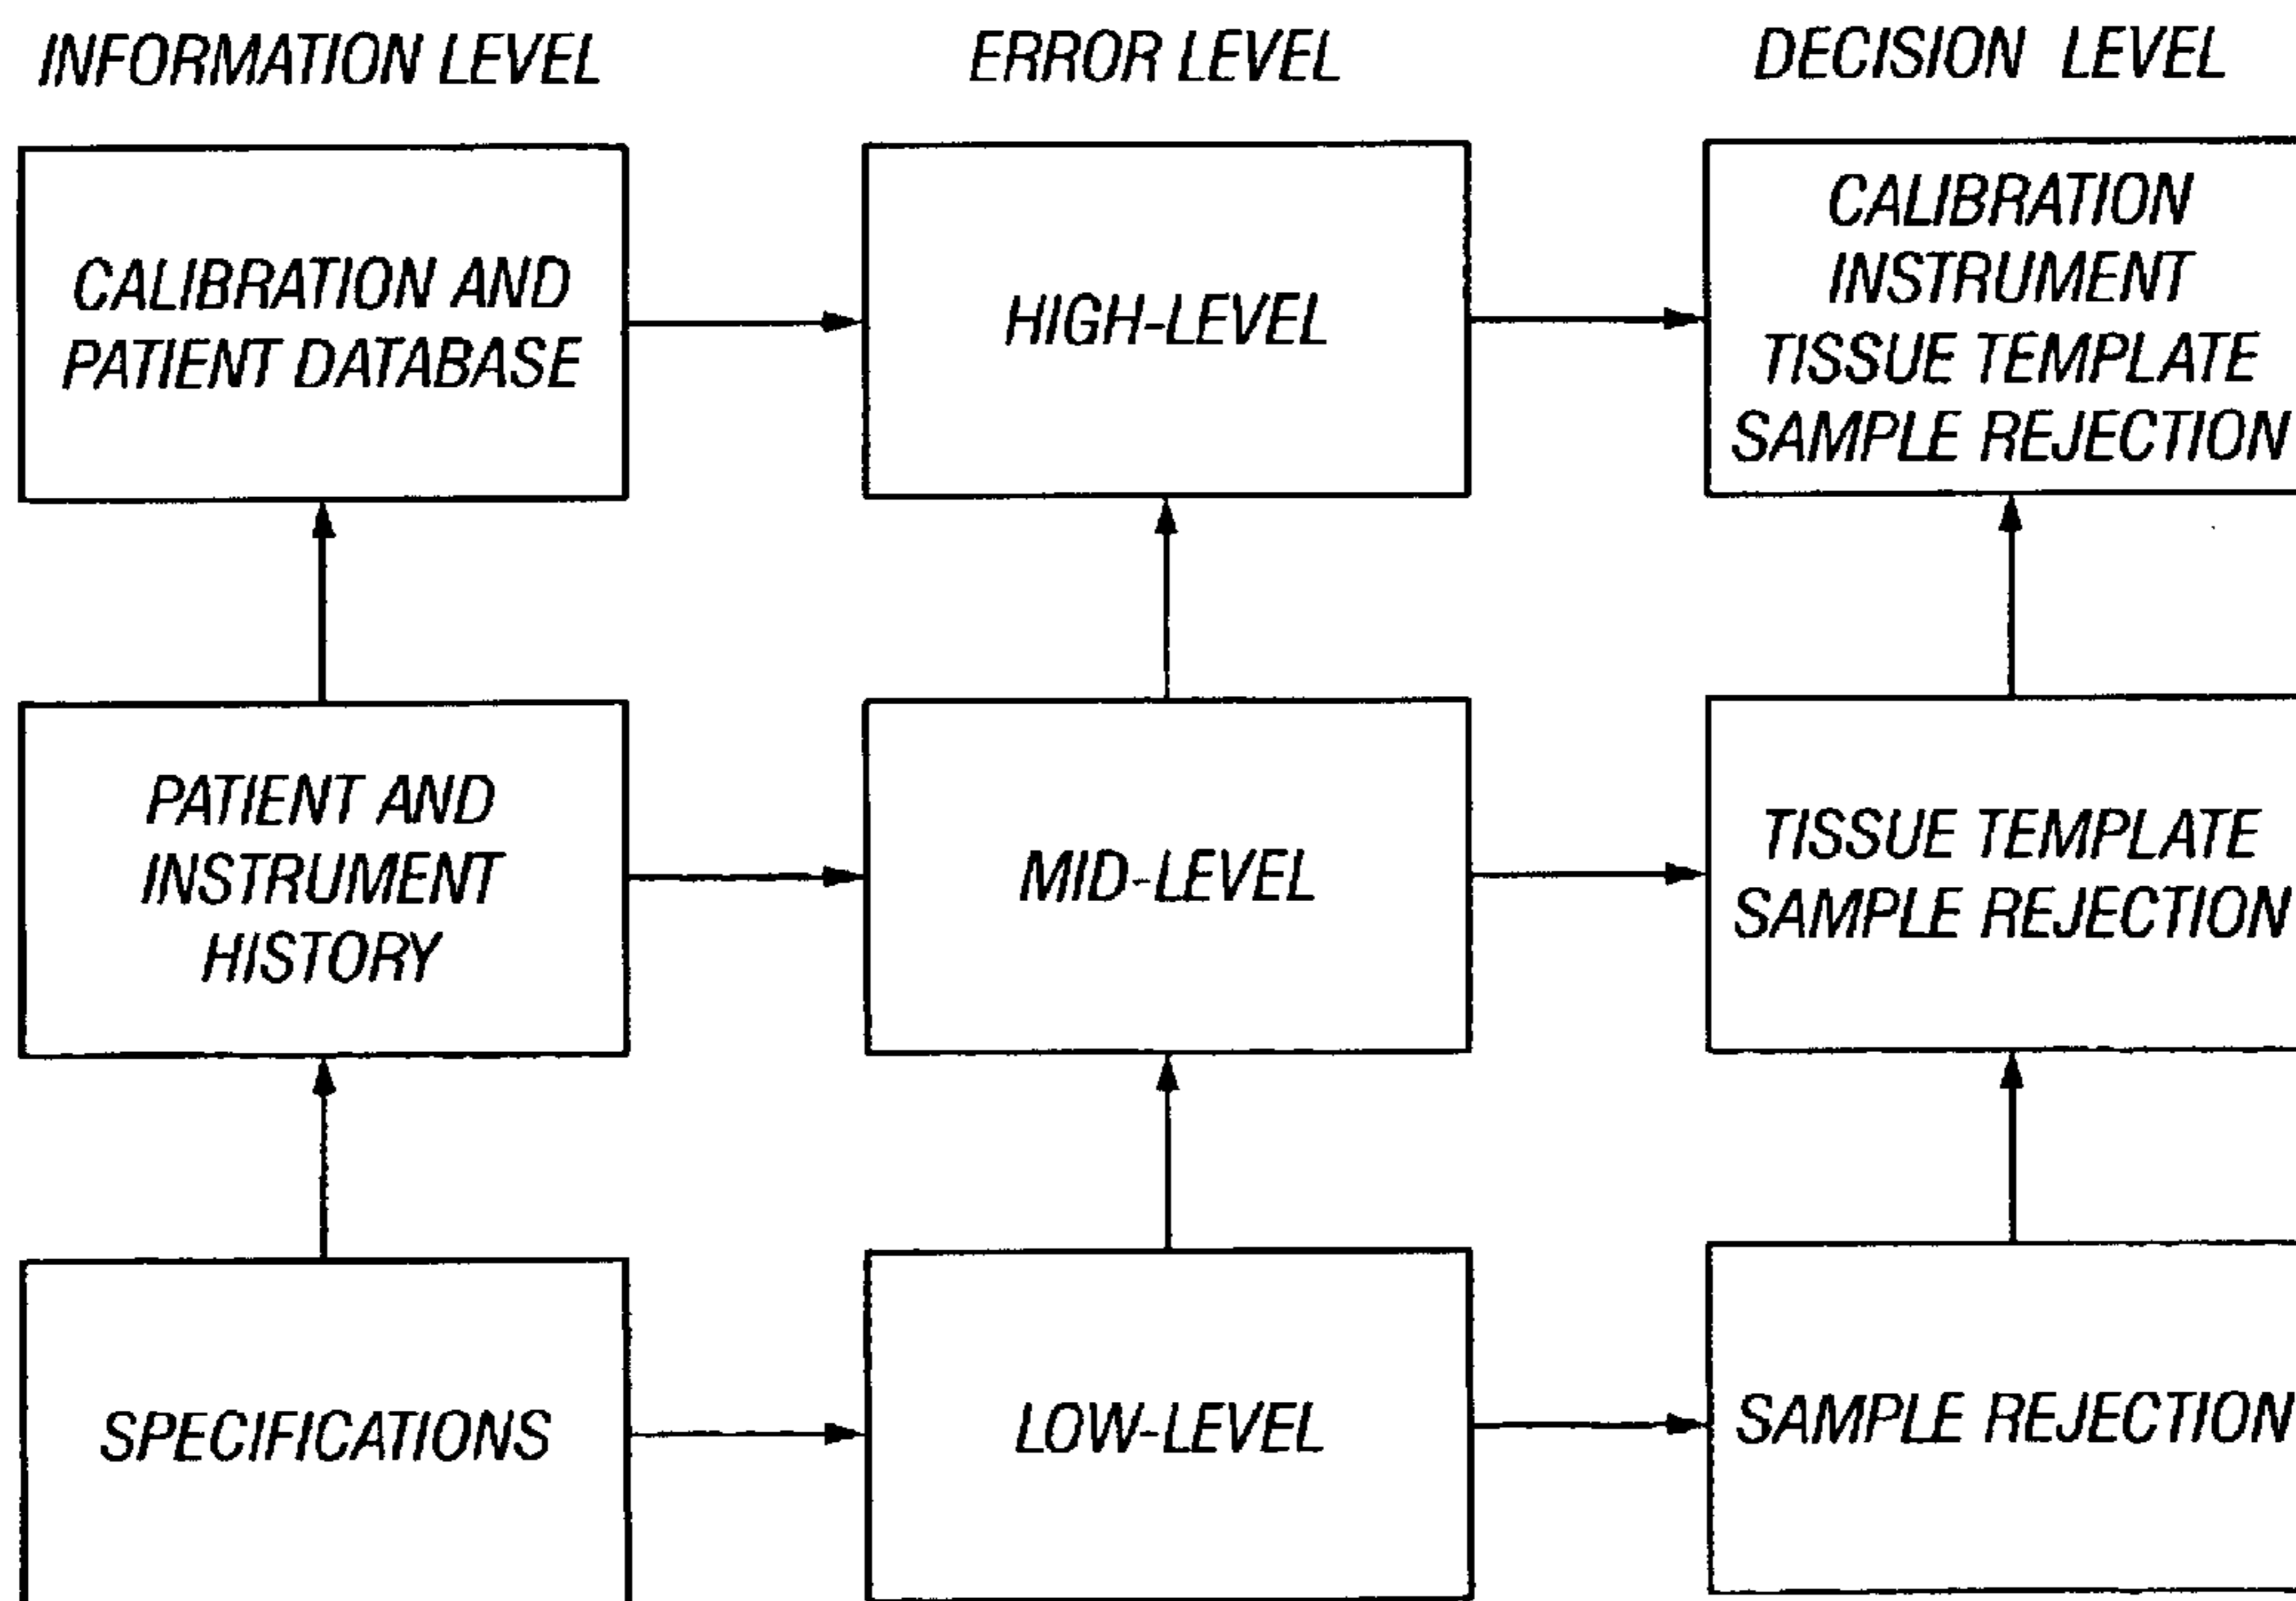 INFORMATION LEVEL
ERROR LEVEL
DECISION LEVEL
CALIBRATION AND
PATIENT DATABASE
HIGH-LEVEL
CALIBRATION
INSTRUMENT
TISSUE TEMPLATE
SAMPLE REJECTION
PATIENT AND
INSTRUMENT
HISTORY
MID-LEVEL
TISSUE TEMPLATE
SAMPLE REJECTION
SPECIFICATIONS
LOW-LEVEL
SAMPLE REJECTION